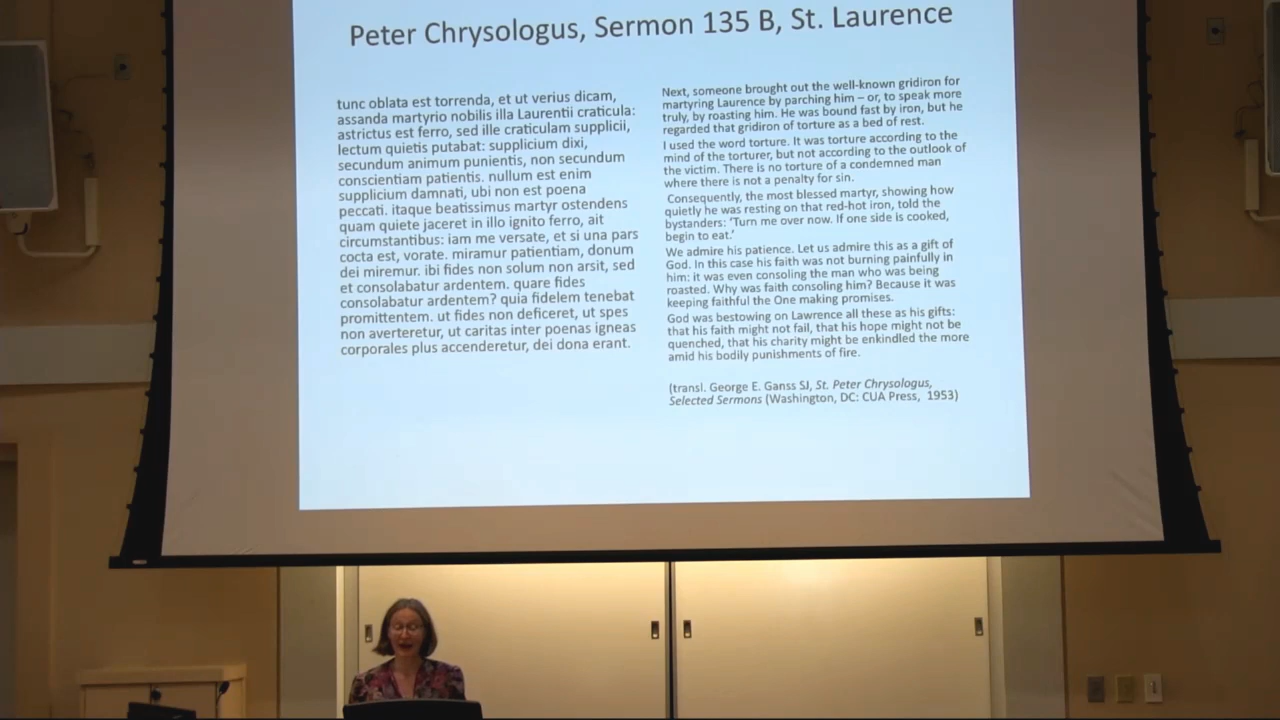 Peter Chrysologus, Sermon 135 B, St. Laurence
tunc oblata est torrenda, et ut verius dicam,
assanda martyrio nobilis illa Laurentii craticula:
astrictus est ferro, sed ille craticulam supplicii,
lectum quietis putabat: supplicium dixi,
secundum animum punientis, non secundum
conscientiam patientis. nullum est enim
supplicium damnati, ubi non est poena
peccati. itaque beatissimus martyr ostendens
quam quiete jaceret in illo ignito ferro, ait
circumstantibus: iam me versate, et si una pars
cocta est, vorate. miramur patientiam, donum
dei miremur. ibi fides non solum non arsit, sed
et consolabatur ardentem. quare fides
consolabatur ardentem? quia fidelem tenebat
promittentem. ut fides non deficeret, ut spes
non averteretur, ut caritas inter poenas igneas
corporales plus accenderetur, dei dona erant.
Next, someone brought out the well-known gridiron for
martyring Laurence by parching him – or, to speak more
truly, by roasting him. He was bound fast by iron, but he
regarded that gridiron of torture as a bed of rest.
I used the word torture. It was torture according to the
mind of the torturer, but not according to the outlook of
the victim. There is no torture of a condemned man
where there is not a penalty for sin.
Consequently, the most blessed martyr, showing how
quietly he was resting on that red-hot iron, told the
bystanders: 'Turn me over now. If one side is cooked,
begin to eat.'
We admire his patience. Let us admire this as a gift of
God. In this case his faith was not burning painfully in
him: it was even consoling the man who was being
roasted. Why was faith consoling him? Because it was
keeping faithful the One making promises.
God was bestowing on Lawrence all these as his gifts:
that his faith might not fail, that his hope might not be
quenched, that his charity might be enkindled the more
amid his bodily punishments of fire.
(transl. George E. Ganss SJ, St. Peter Chrysologus,
Selected Sermons (Washington, DC: CUA Press, 1953)